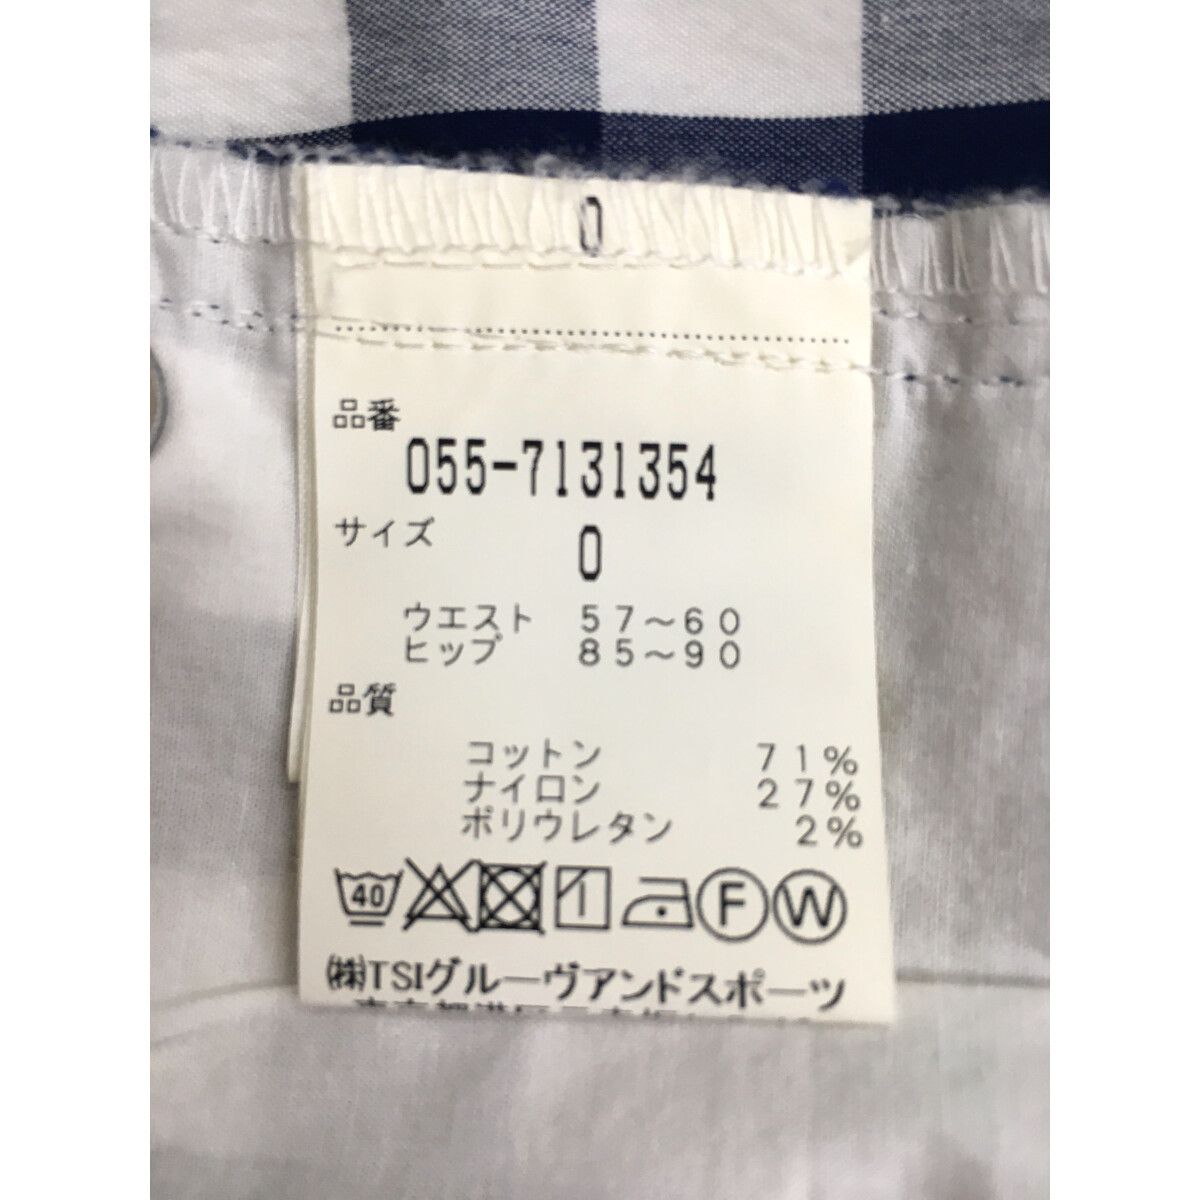 0
品番
055-7131354
サイズ
0
ウエスト 57～60
ヒップ 85～90
品質
コットン 71%
ナイロン 27%
ポリウレタン 2%
40 F W
㈱TSIグルーヴアンドスポーツ